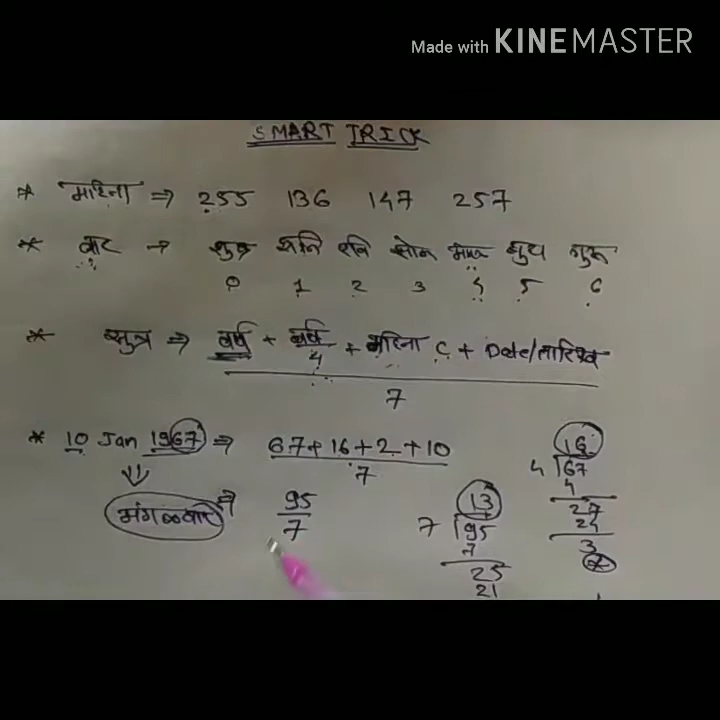 Made with KINEMASTER
SMART TRICK
* महिना ⇒ 255 136 147 257
* वार → शुक्र शनि रवि सोम मंगळ बुध गुरू
0 1 2 3 4 5 6
* सुत्र ⇒ वर्ष + वर्ष/4 + महिना C + Date/तारिख
7
* 10 Jan 1967 ⇒ 67+16+2+10
7
मंगळवार ⇒ 95
7
16
4 67
4
27
24
3
13
7 95
7
25
21